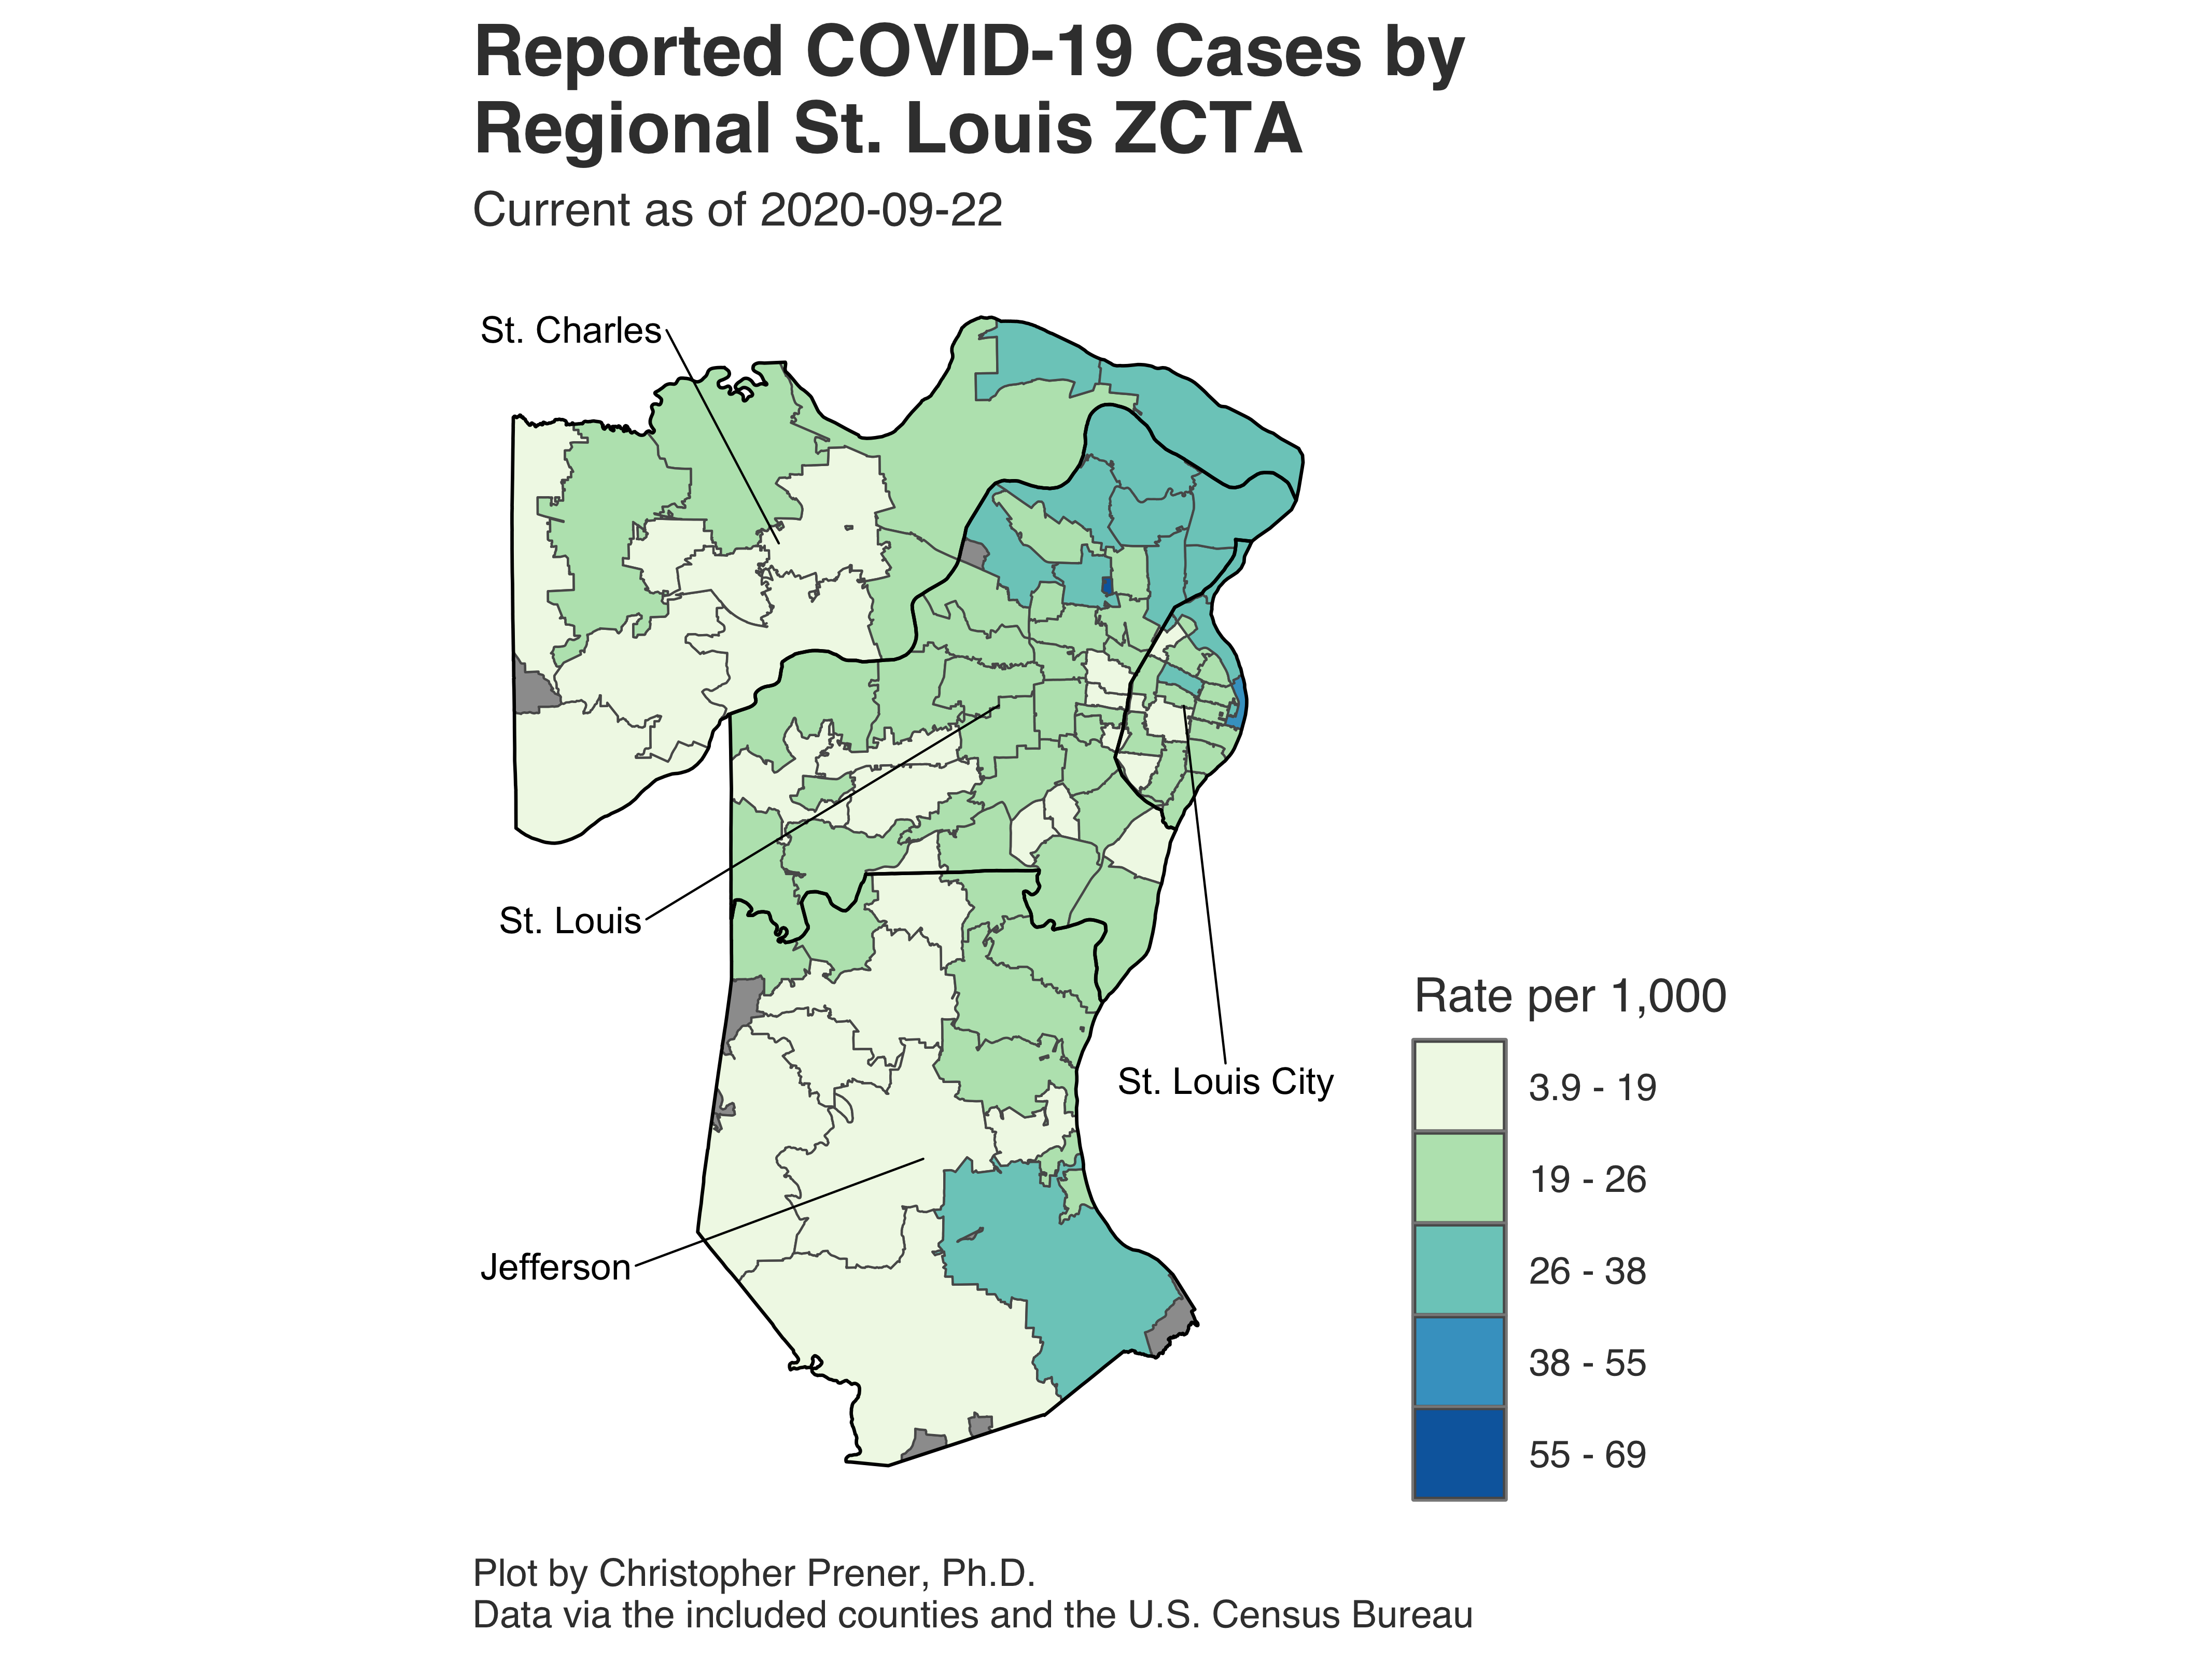 Reported COVID-19 Cases by
Regional St. Louis ZCTA
Current as of 2020-09-22
St. Charles
St. Louis
St. Louis City
Jefferson
Rate per 1,000
3.9 - 19
19 - 26
26 - 38
38 - 55
55 - 69
Plot by Christopher Prener, Ph.D.
Data via the included counties and the U.S. Census Bureau